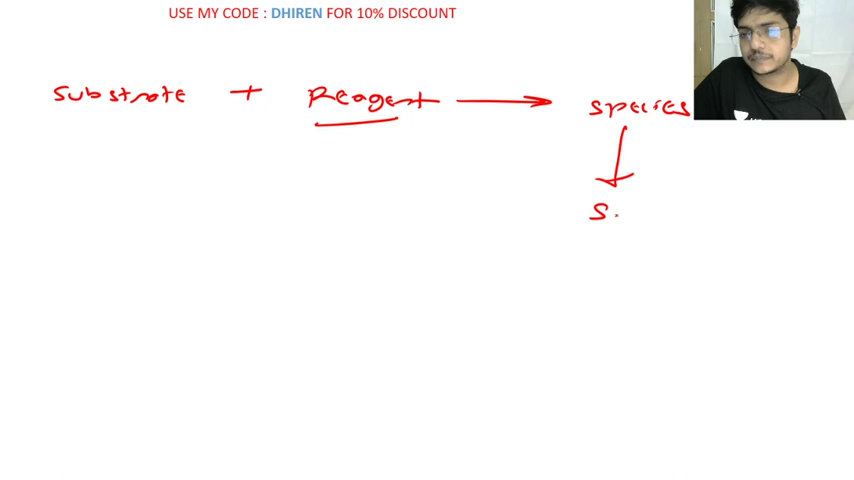 USE MY CODE : DHIREN FOR 10% DISCOUNT
Substrate + Reagent → species
↓
S.